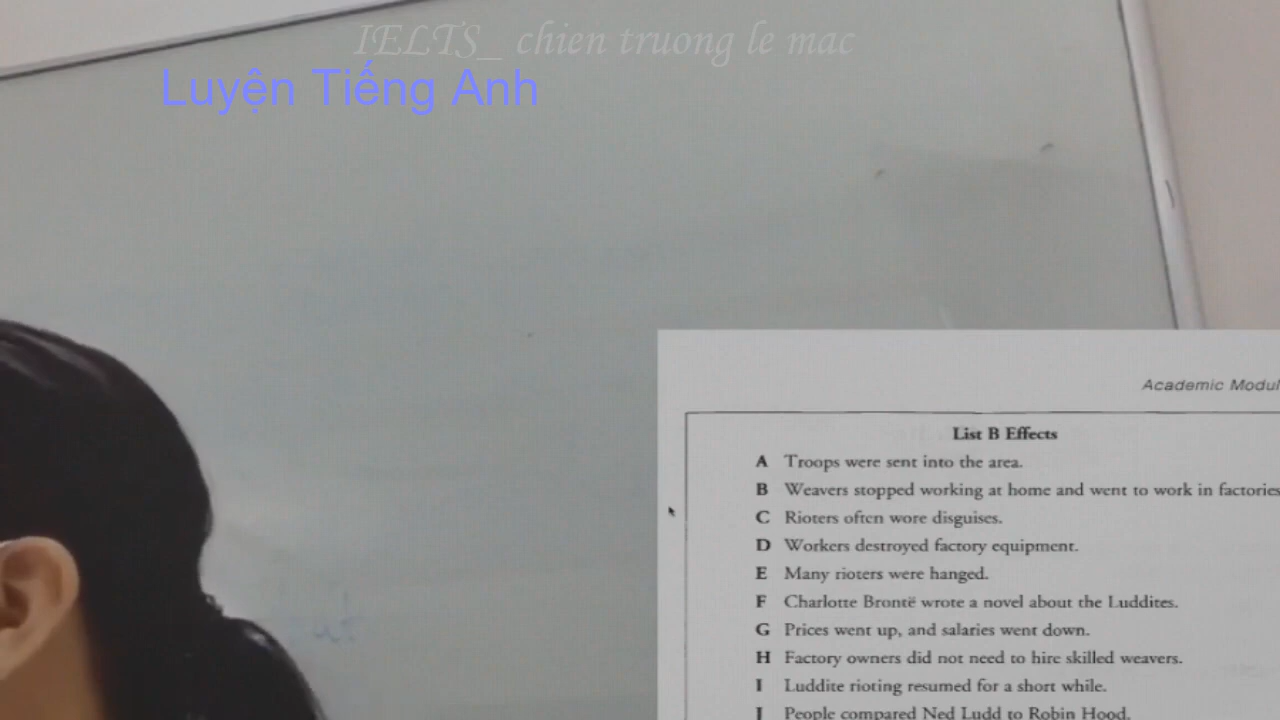 IELTS_ chien truong le mac
Luyện Tiếng Anh
Academic Modul
List B Effects
A Troops were sent into the area.
B Weavers stopped working at home and went to work in factories
C Rioters often wore disguises.
D Workers destroyed factory equipment.
E Many rioters were hanged.
F Charlotte Brontë wrote a novel about the Luddites.
G Prices went up, and salaries went down.
H Factory owners did not need to hire skilled weavers.
I Luddite rioting resumed for a short while.
J People compared Ned Ludd to Robin Hood.